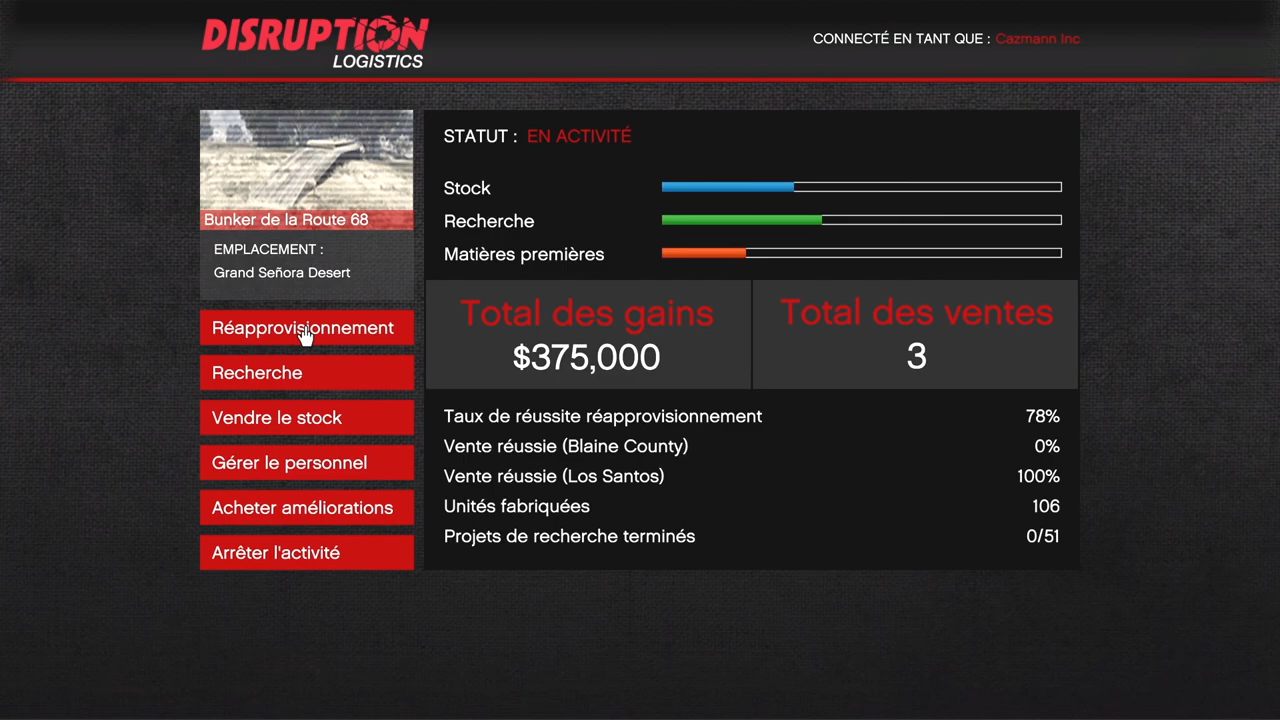 DISRUPTION
LOGISTICS
CONNECTÉ EN TANT QUE : Cazmann Inc
Bunker de la Route 68
EMPLACEMENT :
Grand Señora Desert
Réapprovisionnement
Recherche
Vendre le stock
Gérer le personnel
Acheter améliorations
Arrêter l'activité
STATUT : EN ACTIVITÉ
Stock
Recherche
Matières premières
Total des gains
$375,000
Total des ventes
3
Taux de réussite réapprovisionnement 78%
Vente réussie (Blaine County) 0%
Vente réussie (Los Santos) 100%
Unités fabriquées 106
Projets de recherche terminés 0/51